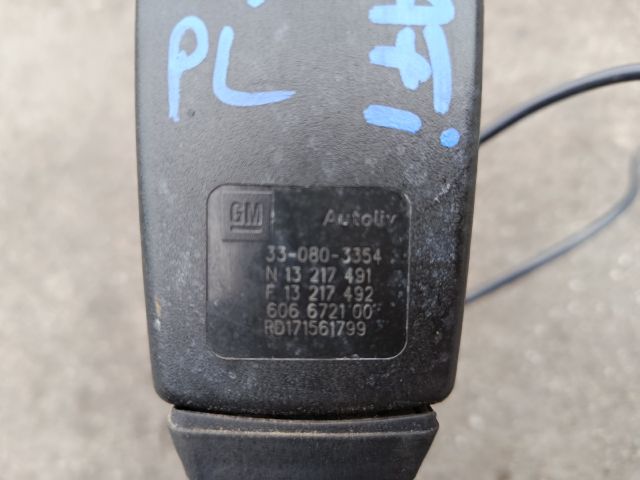 PL
GM Autoliv
33-080-3354
N 13 217 491
F 13 217 492
606 6721 00
RD171561799